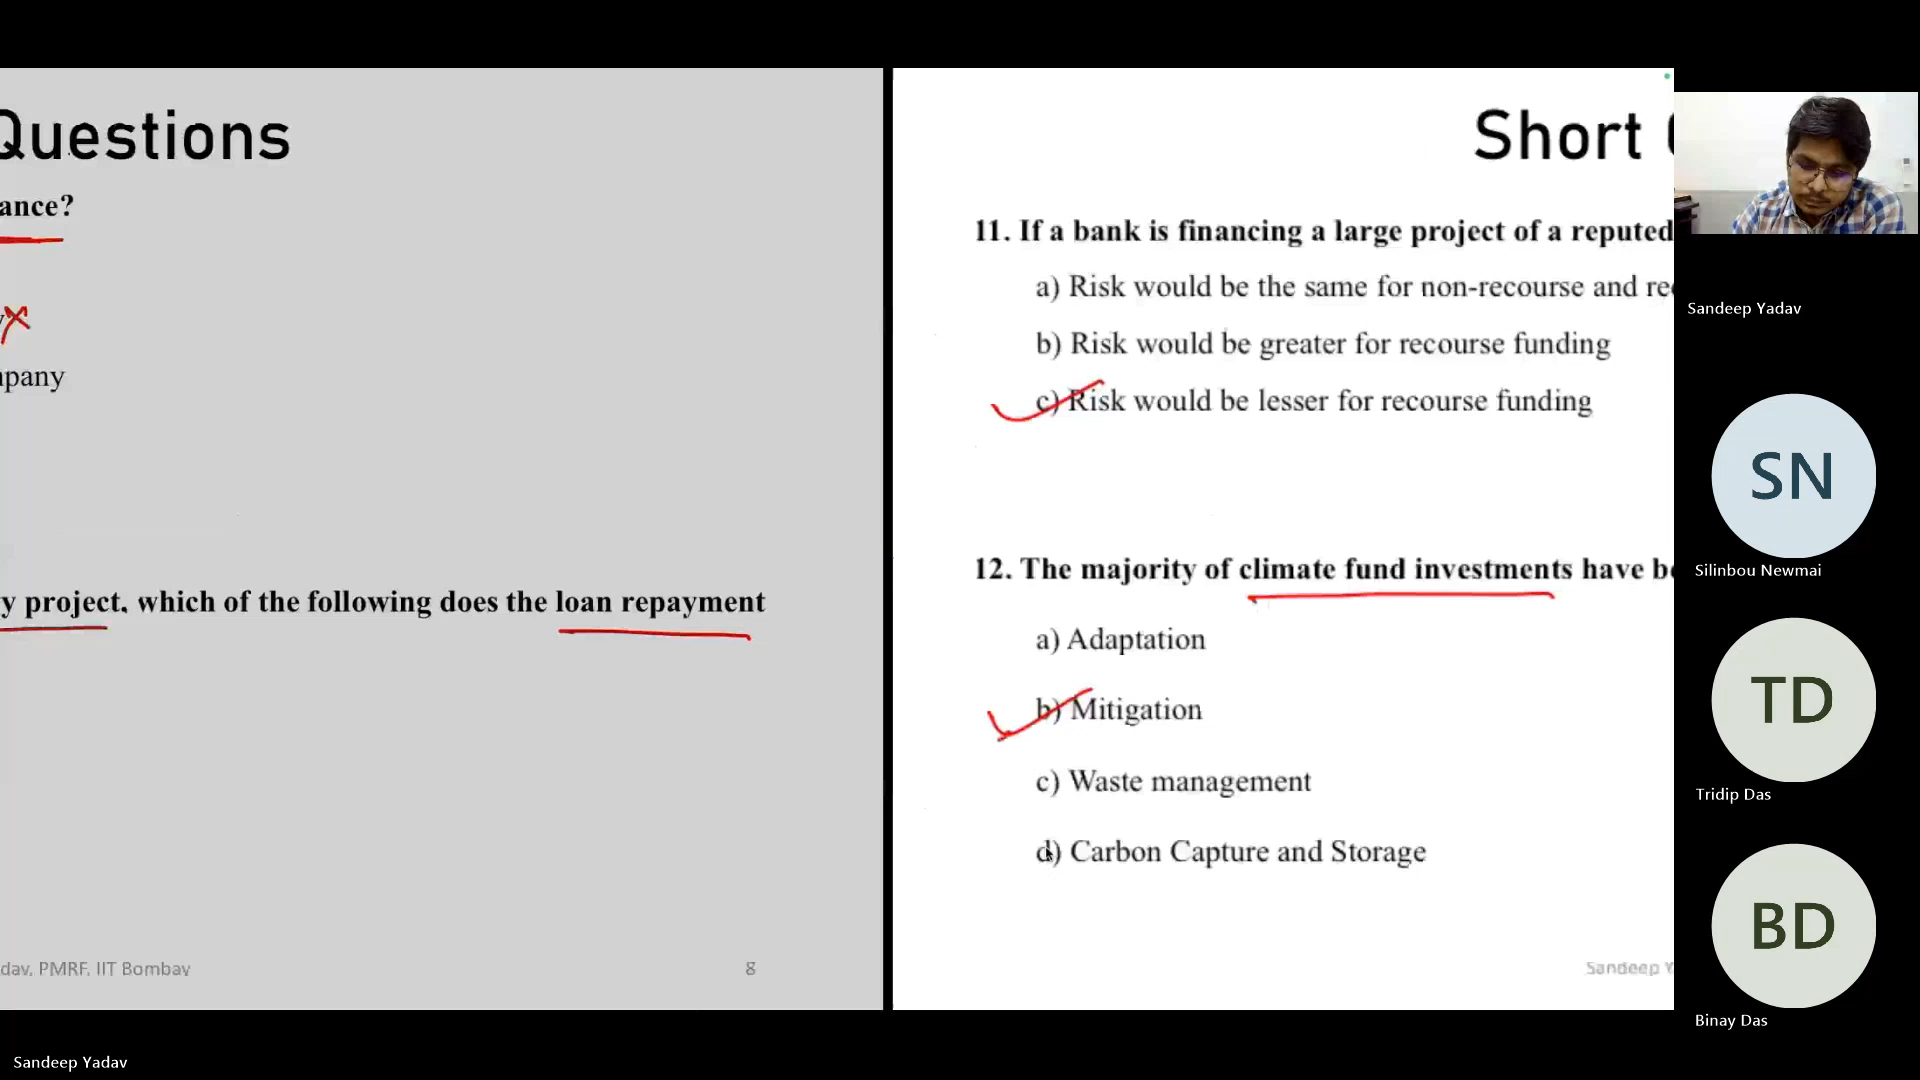 Questions
ance?
mpany
y project, which of the following does the loan repayment
dav, PMRF, IIT Bombay
8
Short
11. If a bank is financing a large project of a reputed
a) Risk would be the same for non-recourse and rec
b) Risk would be greater for recourse funding
c) Risk would be lesser for recourse funding
12. The majority of climate fund investments have be
a) Adaptation
b) Mitigation
c) Waste management
d) Carbon Capture and Storage
Sandeep Y
Sandeep Yadav
SN
Silinbou Newmai
TD
Tridip Das
BD
Binay Das
Sandeep Yadav